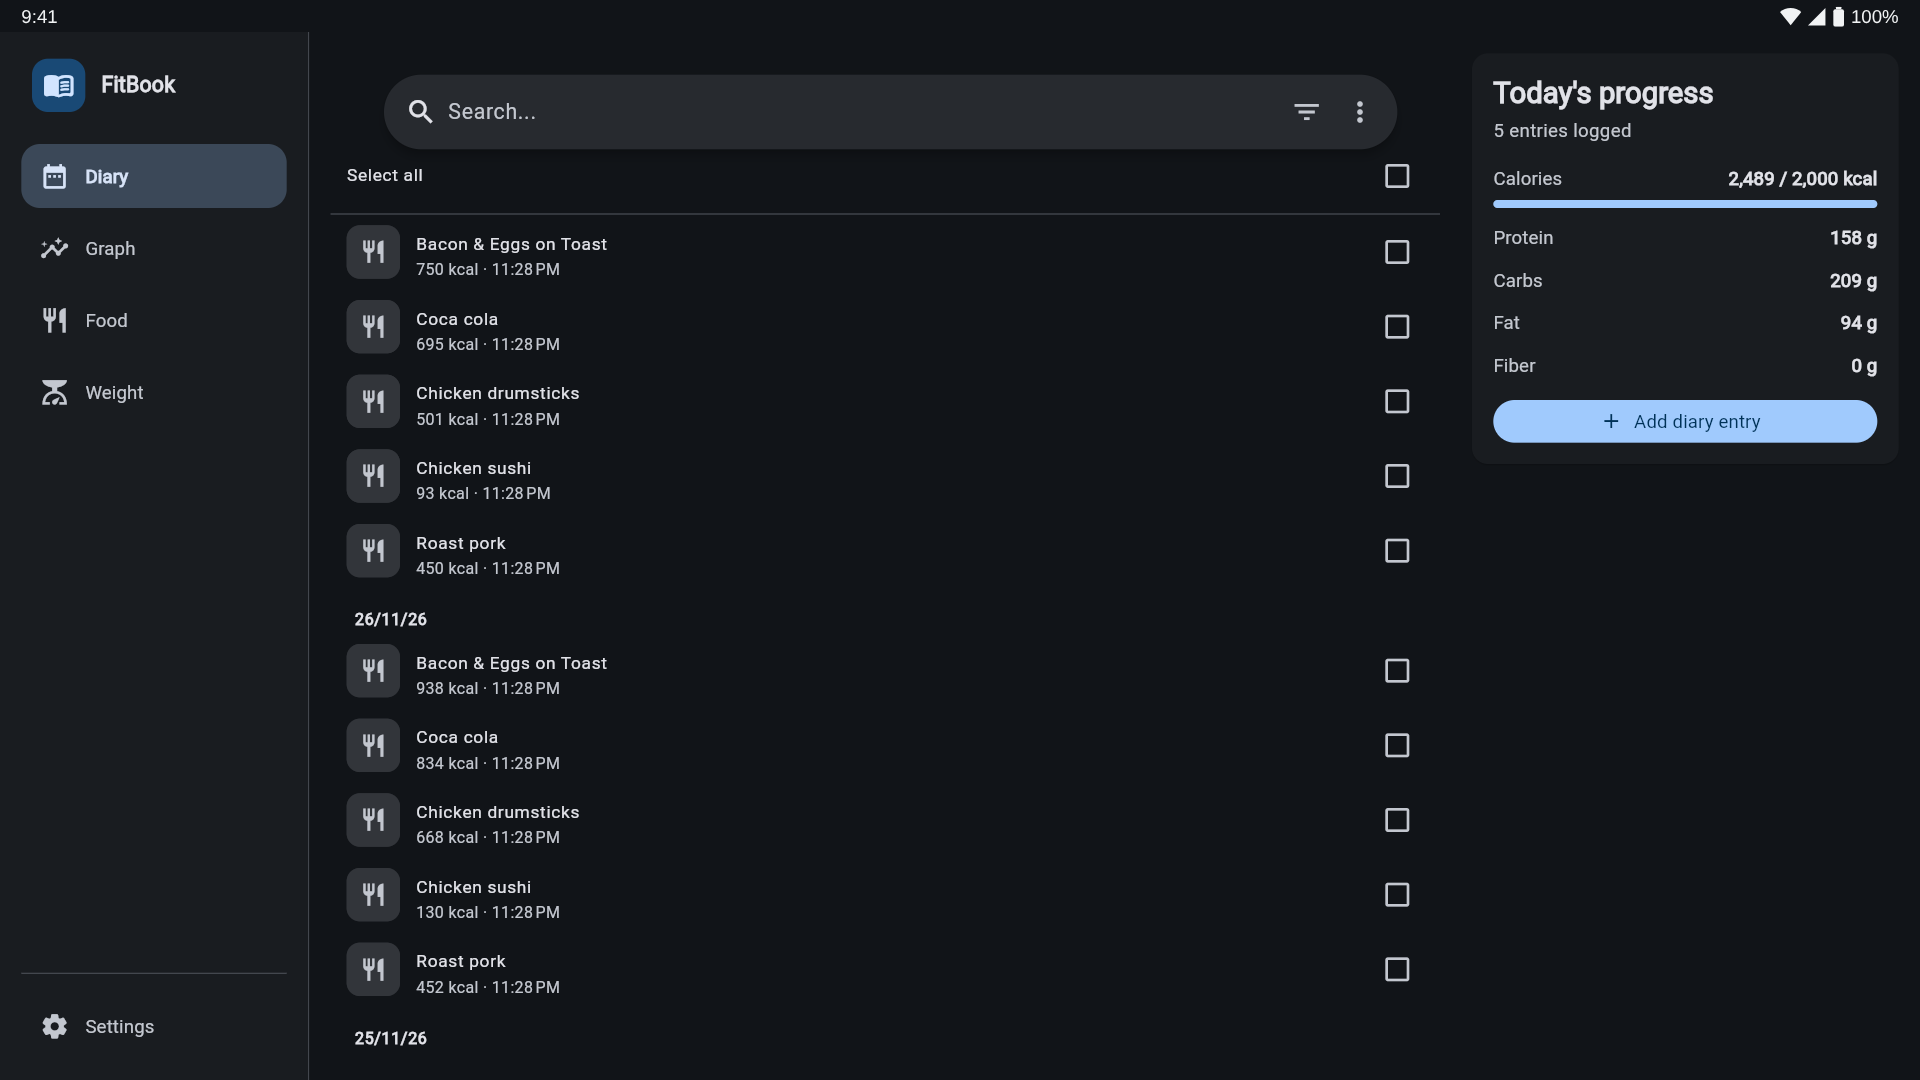 9:41
100%
FitBook
Diary
Graph
Food
Weight
Settings
Search...
Select all
Bacon & Eggs on Toast
750 kcal · 11:28 PM
Coca cola
695 kcal · 11:28 PM
Chicken drumsticks
501 kcal · 11:28 PM
Chicken sushi
93 kcal · 11:28 PM
Roast pork
450 kcal · 11:28 PM
26/11/26
Bacon & Eggs on Toast
938 kcal · 11:28 PM
Coca cola
834 kcal · 11:28 PM
Chicken drumsticks
668 kcal · 11:28 PM
Chicken sushi
130 kcal · 11:28 PM
Roast pork
452 kcal · 11:28 PM
25/11/26
Today's progress
5 entries logged
Calories 2,489 / 2,000 kcal
Protein 158 g
Carbs 209 g
Fat 94 g
Fiber 0 g
Add diary entry